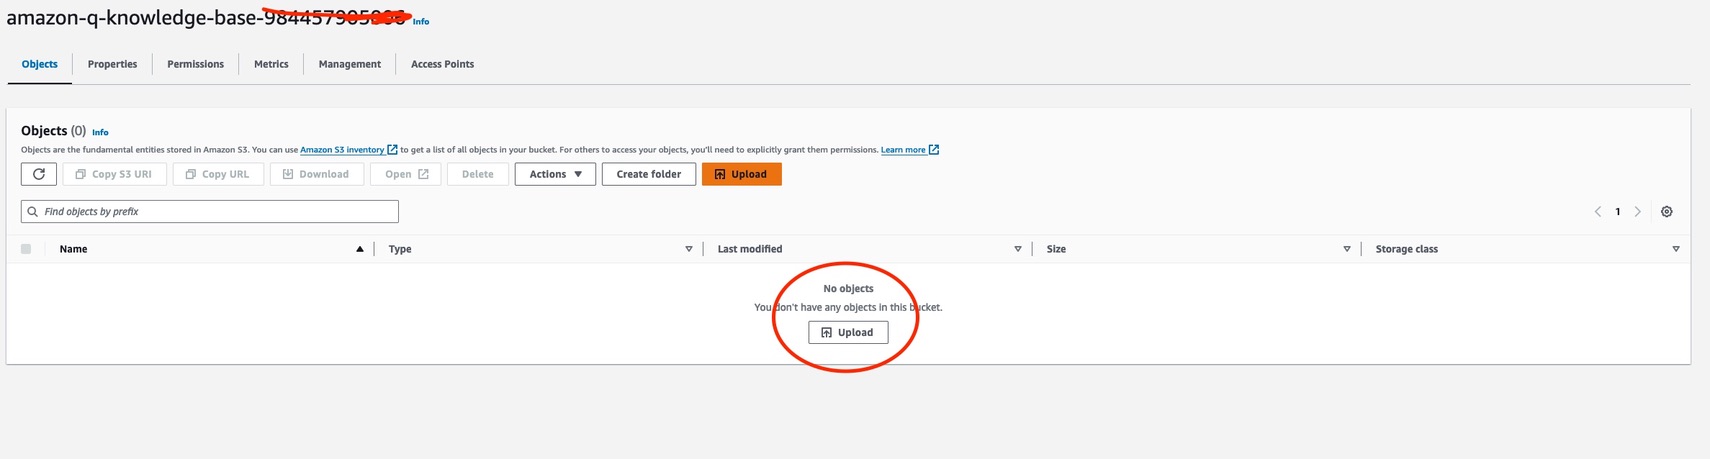 amazon-q-knowledge-base- Info
Objects Properties Permissions Metrics Management Access Points
Objects (0) Info
Objects are the fundamental entities stored in Amazon S3. You can use Amazon S3 inventory to get a list of all objects in your bucket. For others to access your objects, you'll need to explicitly grant them permissions. Learn more
Copy S3 URI Copy URL Download Open Delete Actions Create folder Upload
Find objects by prefix 1
Name Type Last modified Size Storage class
No objects
You don't have any objects in this bucket.
Upload